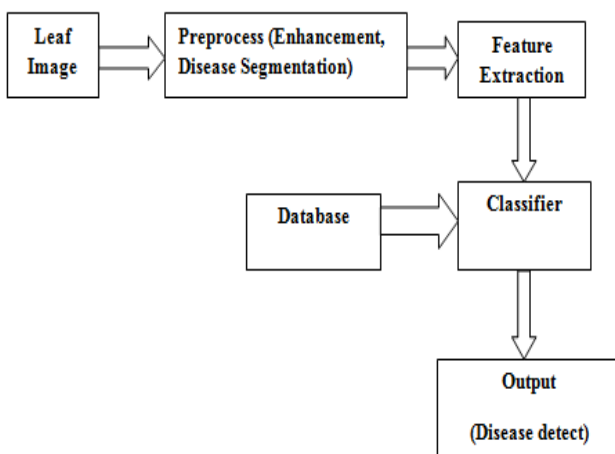 Leaf
Image
Preprocess (Enhancement,
Disease Segmentation)
Feature
Extraction
Database
Classifier
Output
(Disease detect)